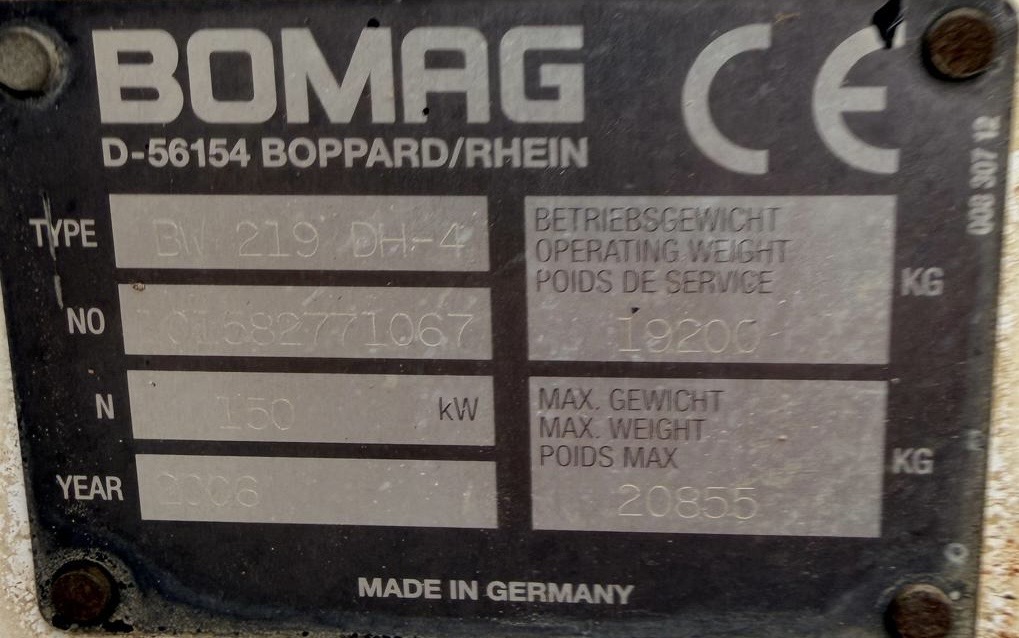 BOMAG CE
D-56154 BOPPARD/RHEIN
TYPE BW 219 DH-4
NO 101582771067
N 150 kW
YEAR 2006
BETRIEBSGEWICHT
OPERATING WEIGHT
POIDS DE SERVICE
19200 KG
MAX. GEWICHT
MAX. WEIGHT
POIDS MAX
20855 KG
008 307 12
MADE IN GERMANY